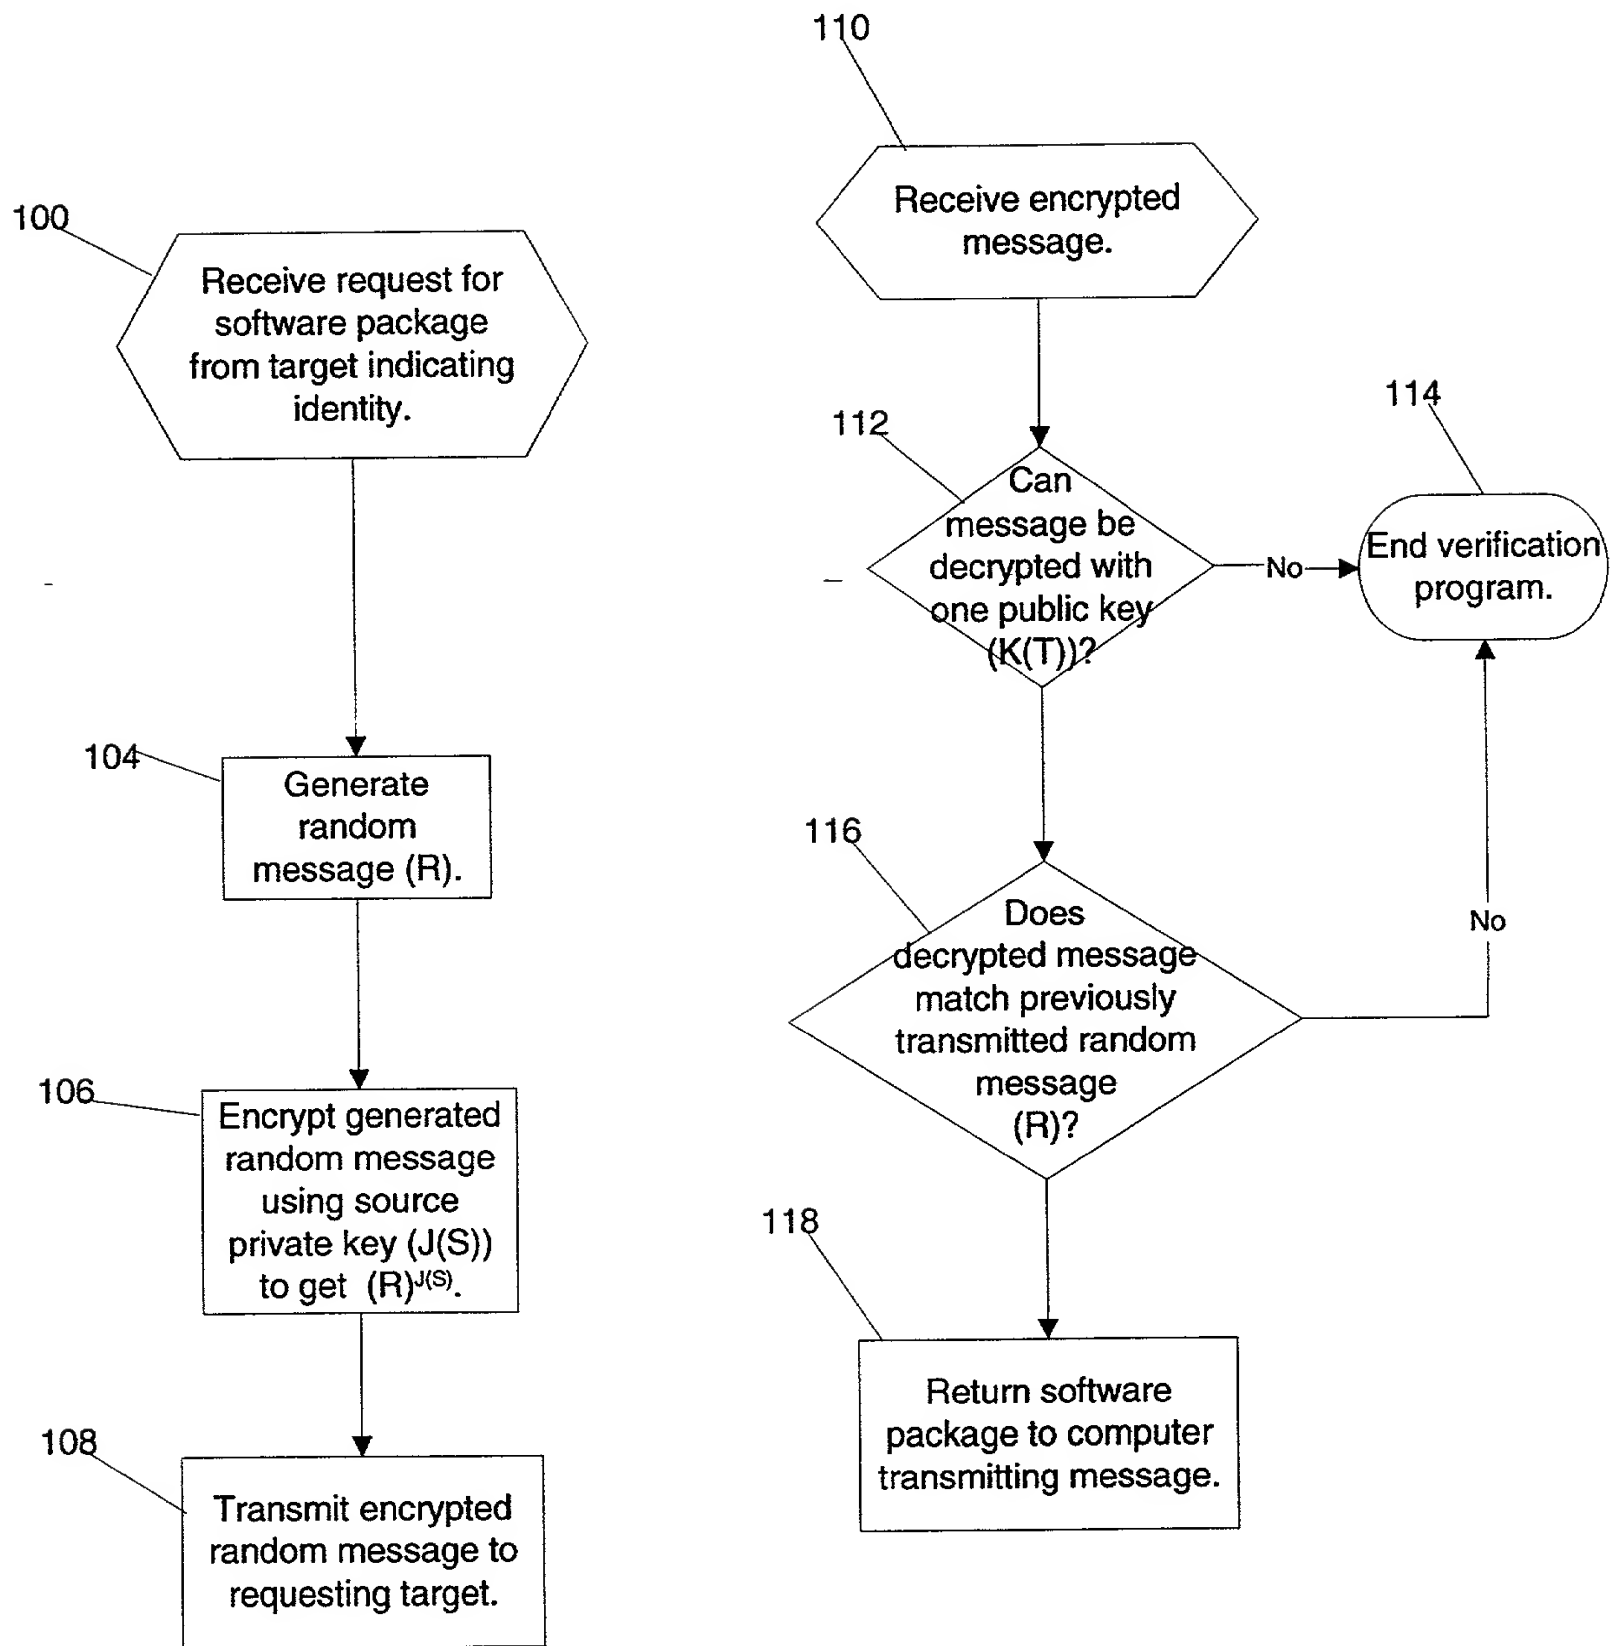 100
Receive request for
software package
from target indicating
identity.
104
Generate
random
message (R).
106
Encrypt generated
random message
using source
private key (J(S))
to get (R)J(S).
108
Transmit encrypted
random message to
requesting target.
110
Receive encrypted
message.
112
Can
message be
decrypted with
one public key
(K(T))?
No
114
End verification
program.
116
Does
decrypted message
match previously
transmitted random
message
(R)?
No
118
Return software
package to computer
transmitting message.